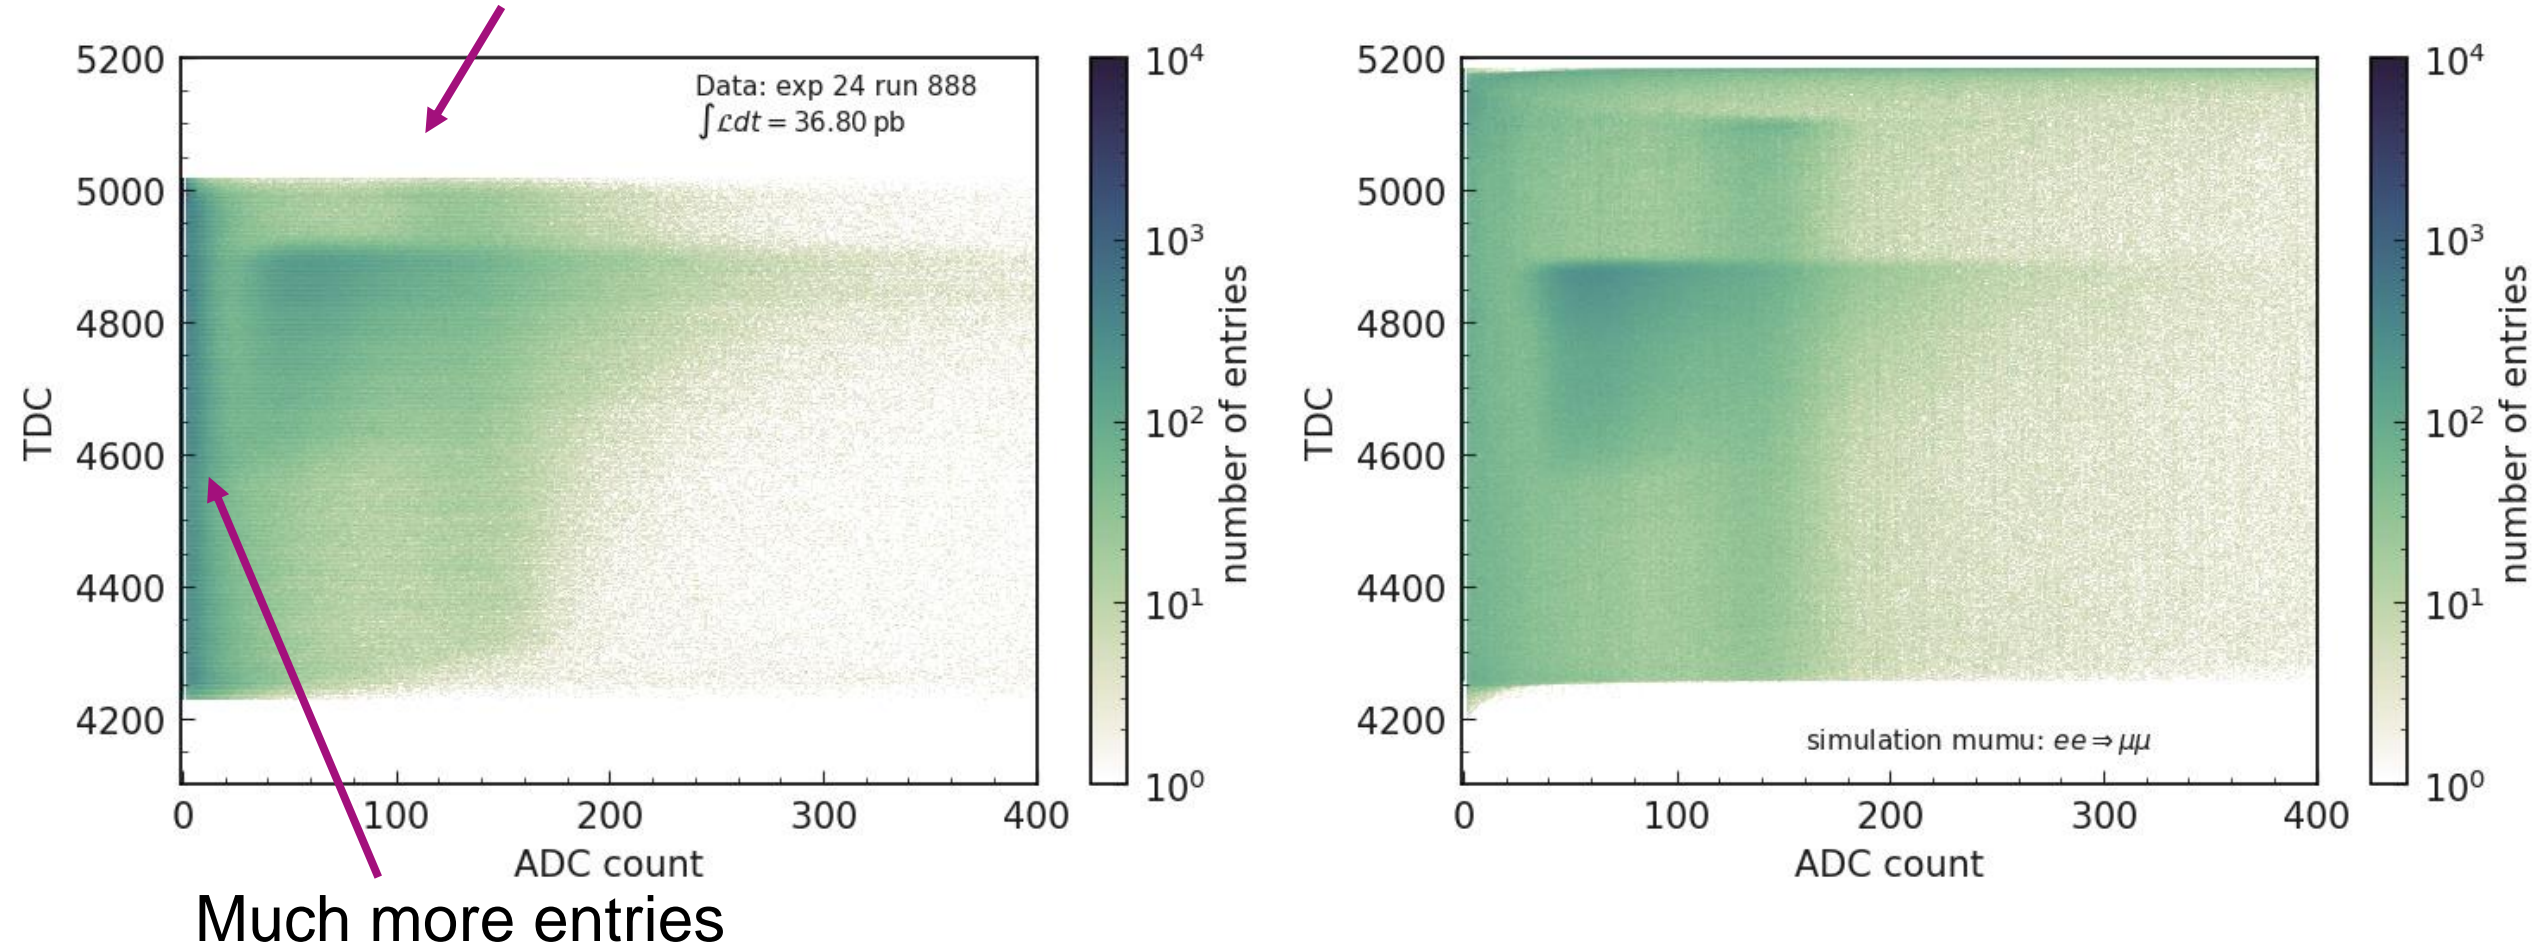 5200
5000
4800
4600
4400
4200
TDC
0 100 200 300 400
ADC count
Data: exp 24 run 888
∫ℒdt = 36.80 pb
10⁴
10³
10²
10¹
10⁰
number of entries
Much more entries
5200
5000
4800
4600
4400
4200
TDC
0 100 200 300 400
ADC count
simulation mumu: ee⇒μμ
10⁴
10³
10²
10¹
10⁰
number of entries